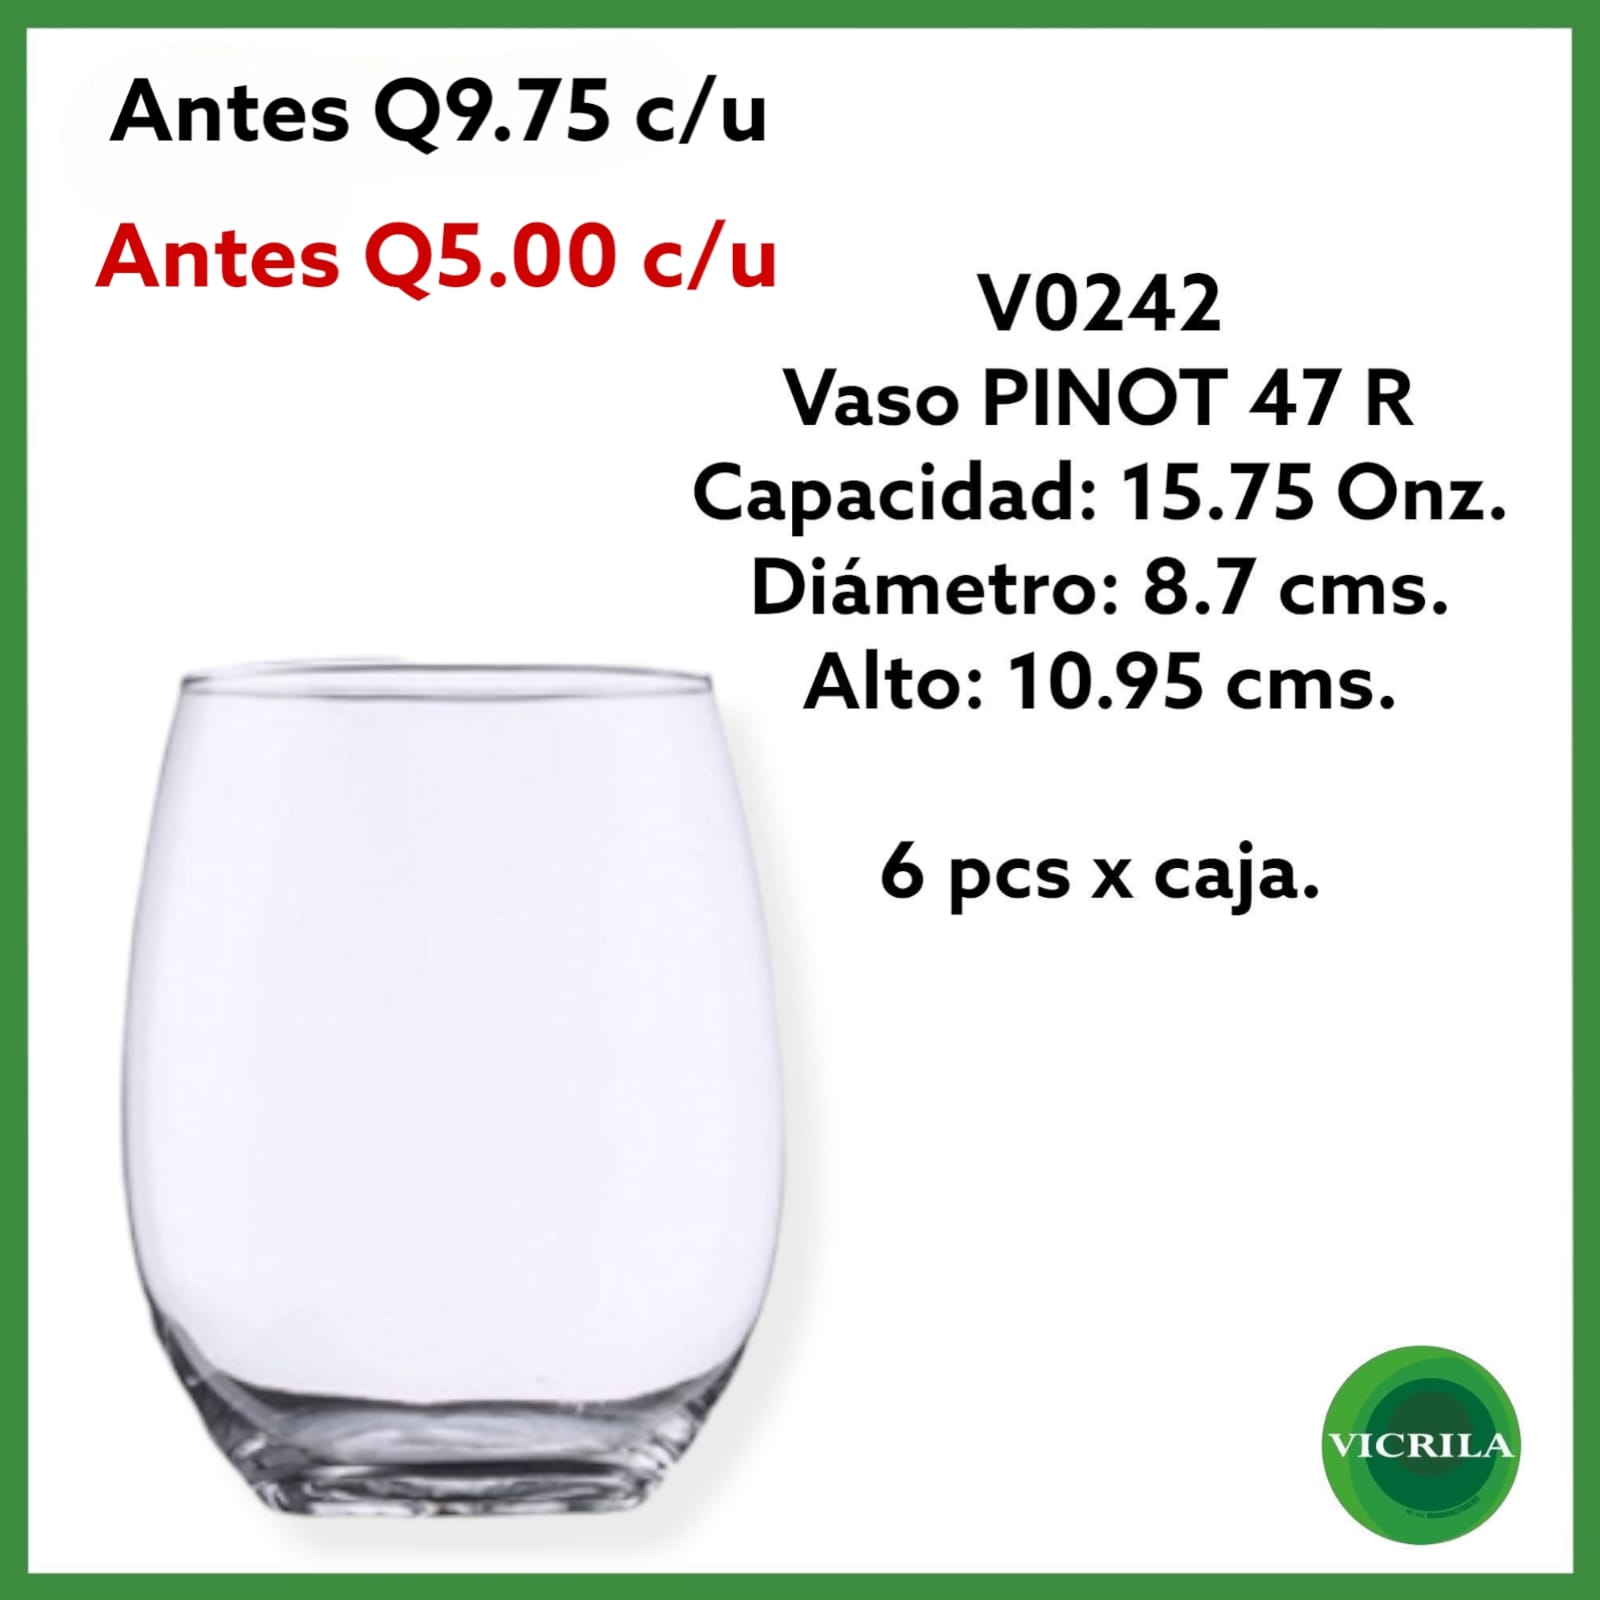 Antes Q9.75 c/u
Antes Q5.00 c/u
V0242
Vaso PINOT 47 R
Capacidad: 15.75 Onz.
Diámetro: 8.7 cms.
Alto: 10.95 cms.
6 pcs x caja.
VICRILA